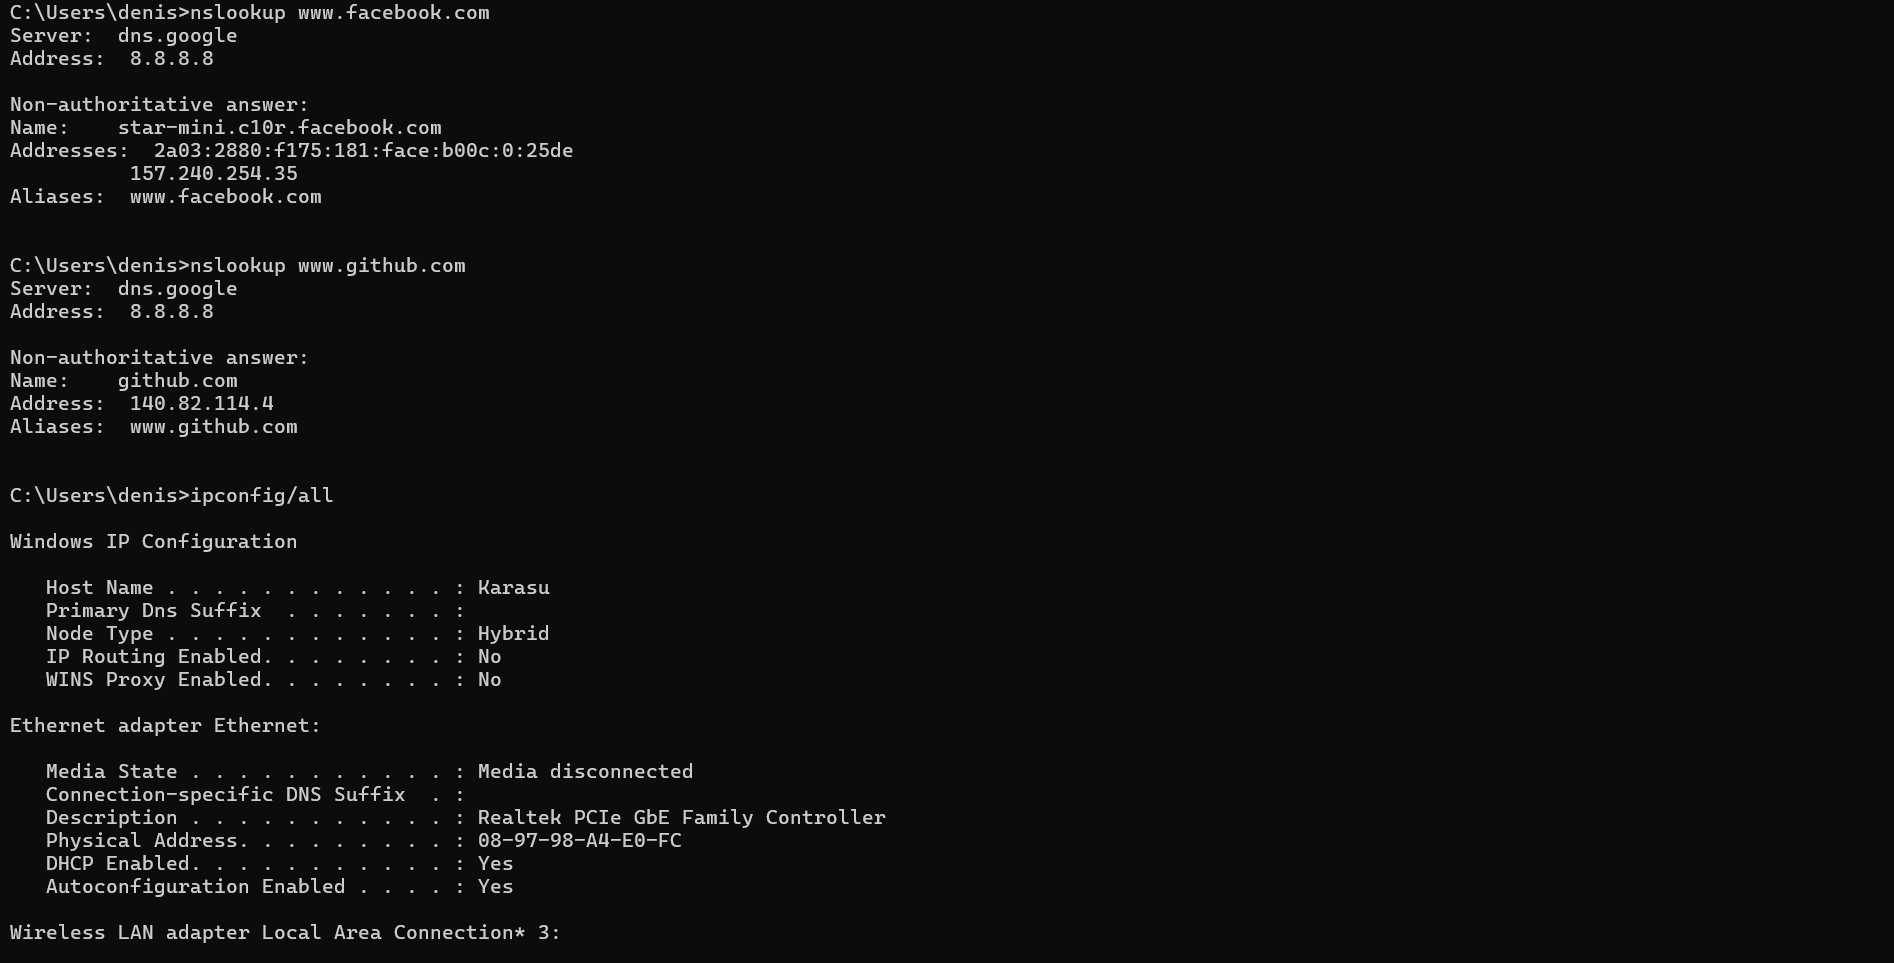 C:\Users\denis>nslookup www.facebook.com
Server:  dns.google
Address:  8.8.8.8
Non-authoritative answer:
Name:    star-mini.c10r.facebook.com
Addresses:  2a03:2880:f175:181:face:b00c:0:25de
          157.240.254.35
Aliases:  www.facebook.com
C:\Users\denis>nslookup www.github.com
Server:  dns.google
Address:  8.8.8.8
Non-authoritative answer:
Name:    github.com
Address:  140.82.114.4
Aliases:  www.github.com
C:\Users\denis>ipconfig/all
Windows IP Configuration
   Host Name . . . . . . . . . . . . : Karasu
   Primary Dns Suffix  . . . . . . . :
   Node Type . . . . . . . . . . . . : Hybrid
   IP Routing Enabled. . . . . . . . : No
   WINS Proxy Enabled. . . . . . . . : No
Ethernet adapter Ethernet:
   Media State . . . . . . . . . . . : Media disconnected
   Connection-specific DNS Suffix  . :
   Description . . . . . . . . . . . : Realtek PCIe GbE Family Controller
   Physical Address. . . . . . . . . : 08-97-98-A4-E0-FC
   DHCP Enabled. . . . . . . . . . . : Yes
   Autoconfiguration Enabled . . . . : Yes
Wireless LAN adapter Local Area Connection* 3: